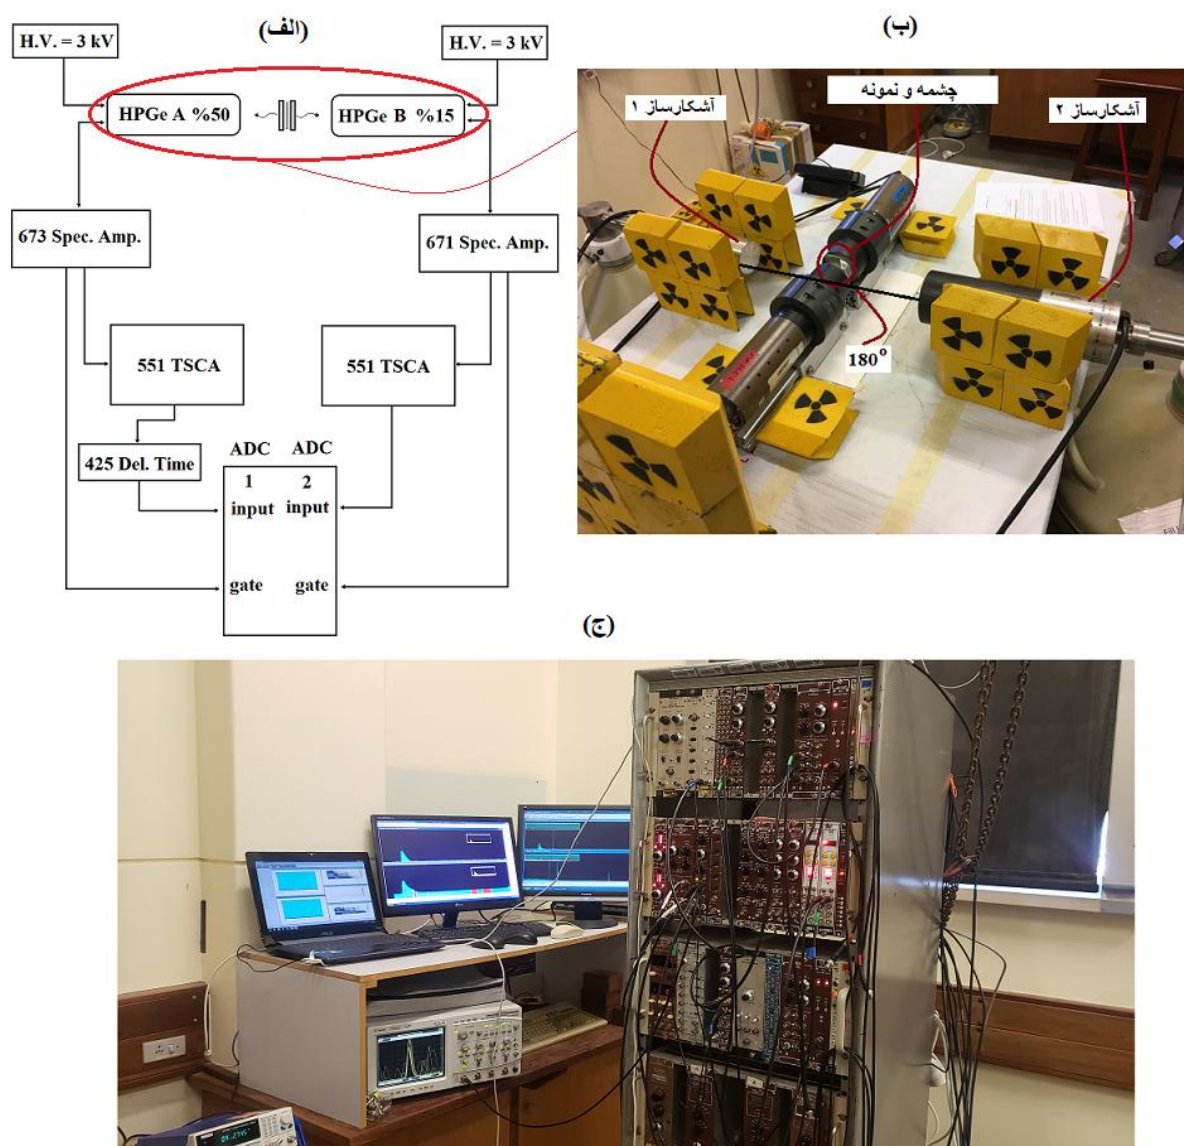 (الف)
H.V. = 3 kV
H.V. = 3 kV
HPGe A %50
HPGe B %15
673 Spec. Amp.
671 Spec. Amp.
551 TSCA
551 TSCA
425 Del. Time
ADC ADC
1 2
input input
gate gate
(ب)
آشکارساز ۱
چشمه و نمونه
آشکارساز ۲
180°
(ج)